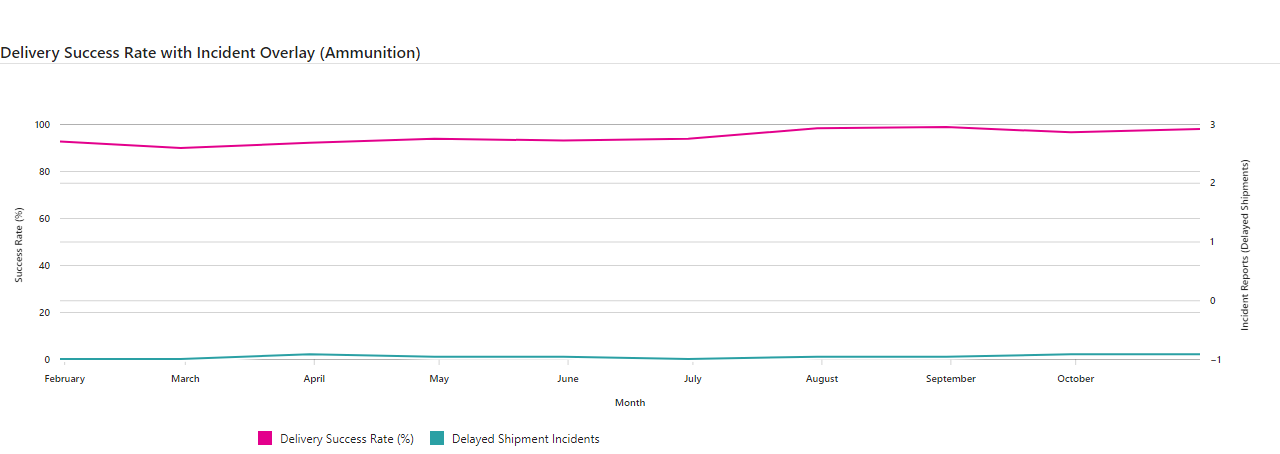 Delivery Success Rate with Incident Overlay (Ammunition)
100
80
60
40
20
0
Success Rate (%)
3
2
1
0
−1
Incident Reports (Delayed Shipments)
February March April May June July August September October
Month
Delivery Success Rate (%) Delayed Shipment Incidents